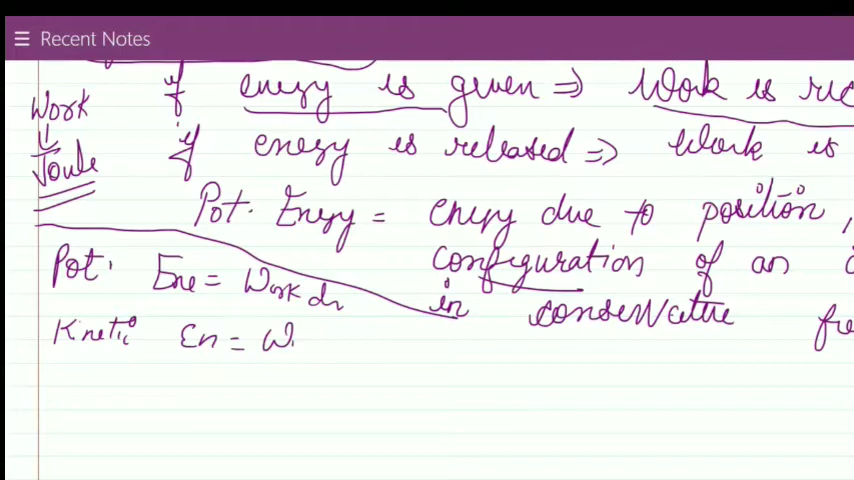 Recent Notes
if energy is given ⇒ Work is
Work
↓
Joule
if energy is released ⇒ Work is
Pot. Energy = energy due to position,
configuration of an
in conservative
Pot. Ene = Work
Kinetic En = W.